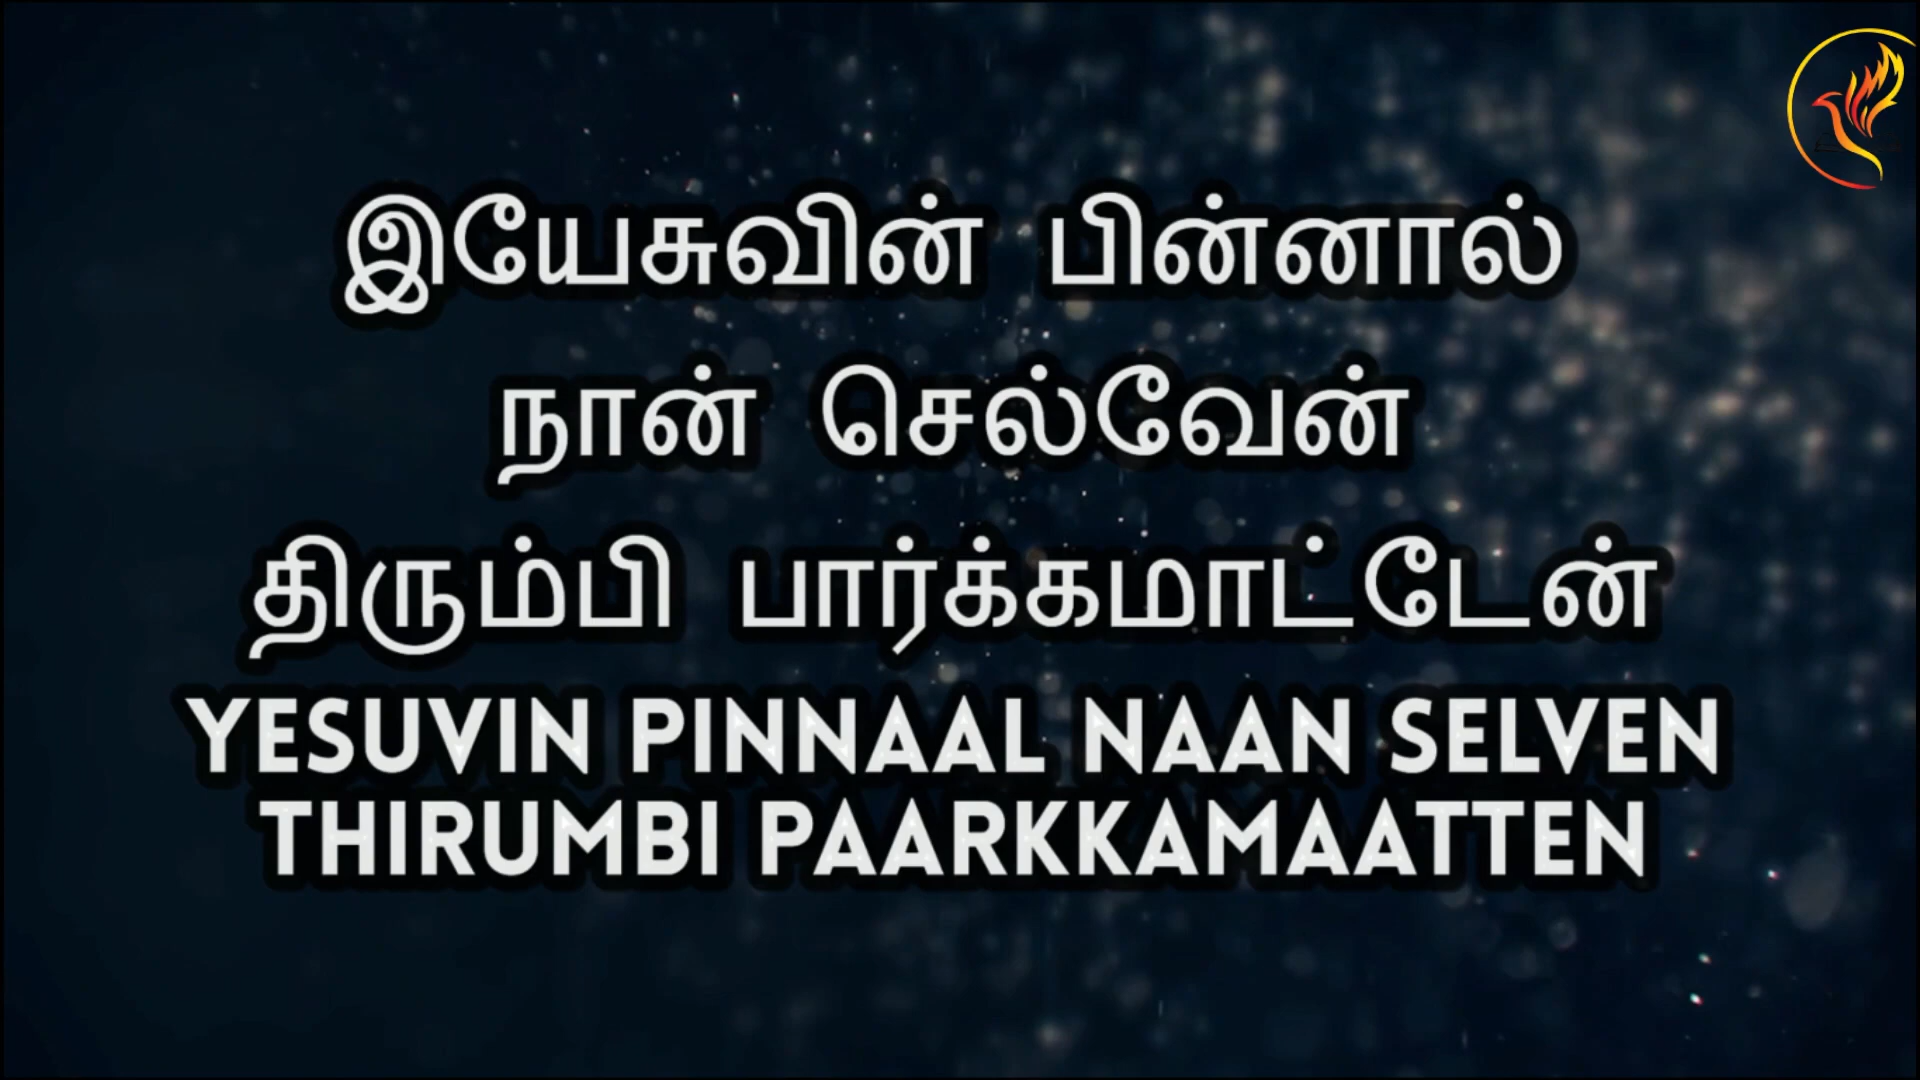 இயேசுவின் பின்னால்
நான் செல்வேன்
திரும்பி பார்க்கமாட்டேன்
YESUVIN PINNAAL NAAN SELVEN
THIRUMBI PAARKKAMAATTEN